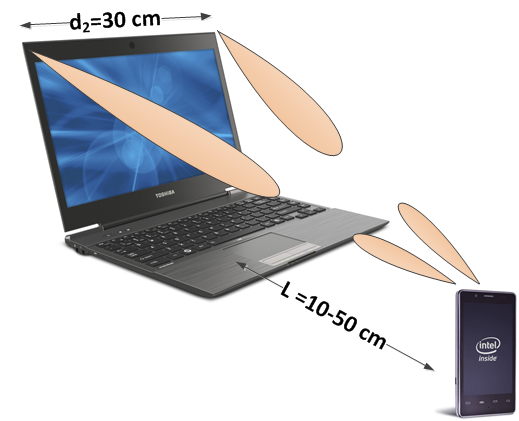 d₂=30 cm
TOSHIBA
L =10-50 cm
intel
inside